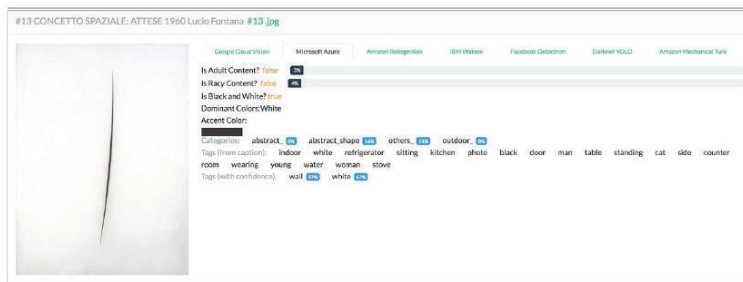 #13 CONCETTO SPAZIALE: ATTESE 1960 Lucio Fontana #13.jpg
Google Cloud Vision Microsoft Azure Amazon Rekognition IBM Watson Facebook Detectron Darknet YOLO Amazon Mechanical Turk
Is Adult Content? false 3%
Is Racy Content? false 4%
Is Black and White? true
Dominant Colors:White
Accent Color:
Categories: abstract_ abstract_shape others_ outdoor_
Tags (from caption): indoor white refrigerator sitting kitchen photo black door man table standing cat side counter
room wearing young water woman stove
Tags (with confidence): wall white